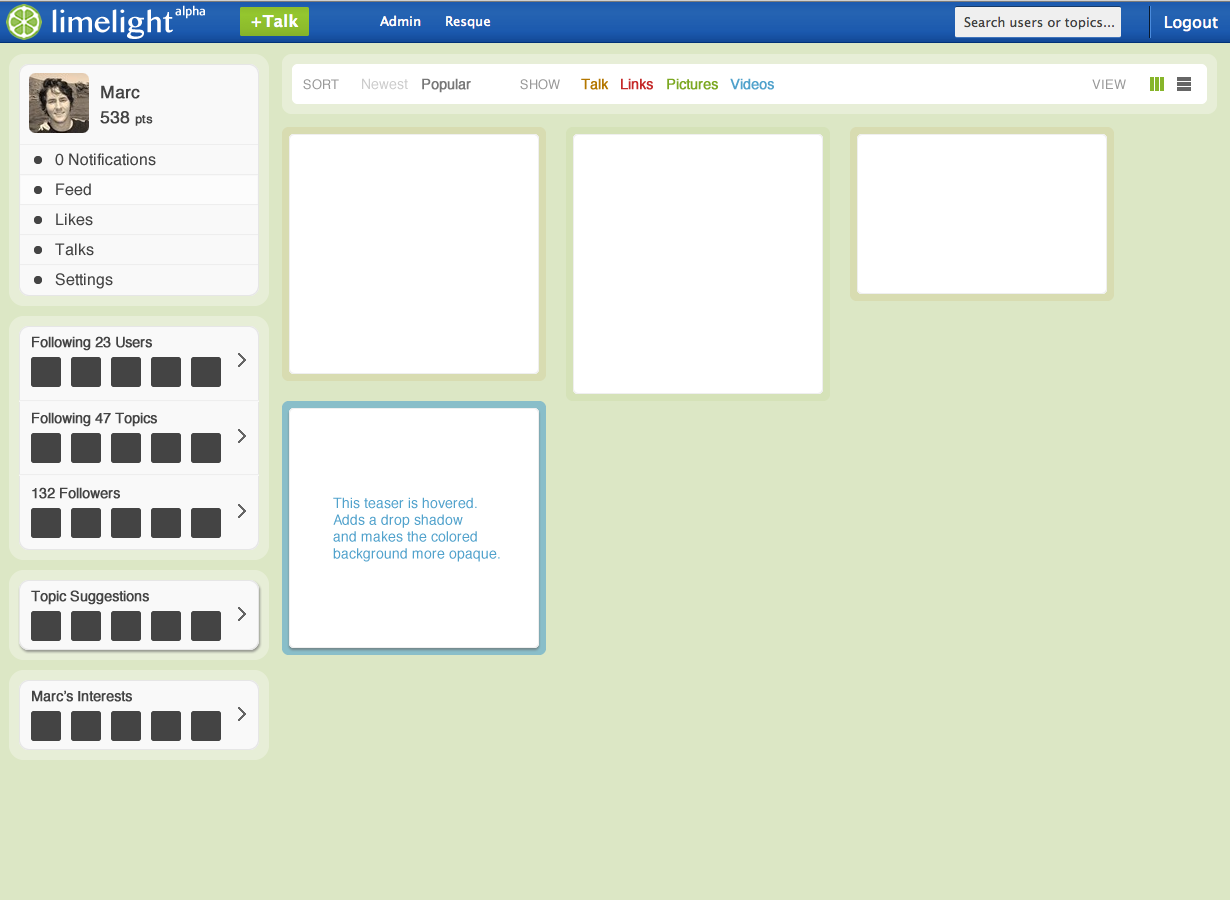 limelight alpha +Talk Admin Resque Search users or topics... Logout
Marc
538 pts
0 Notifications
Feed
Likes
Talks
Settings
Following 23 Users
Following 47 Topics
132 Followers
Topic Suggestions
Marc's Interests
SORT Newest Popular SHOW Talk Links Pictures Videos VIEW
This teaser is hovered.
Adds a drop shadow
and makes the colored
background more opaque.